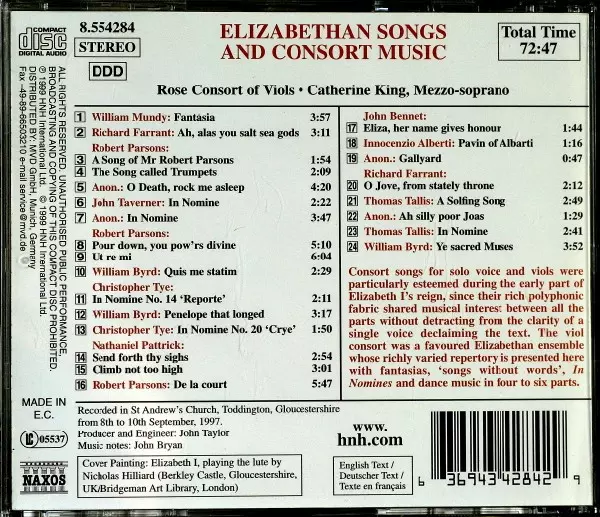 COMPACT
disc
DIGITAL AUDIO
8.554284
STEREO
DDD
ELIZABETHAN SONGS
AND CONSORT MUSIC
Total Time
72:47
Rose Consort of Viols • Catherine King, Mezzo-soprano
1 William Mundy: Fantasia 3:57
2 Richard Farrant: Ah, alas you salt sea gods 3:11
Robert Parsons:
3 A Song of Mr Robert Parsons 1:54
4 The Song called Trumpets 2:09
5 Anon.: O Death, rock me asleep 4:20
6 John Taverner: In Nomine 2:22
7 Anon.: In Nomine 3:47
Robert Parsons:
8 Pour down, you pow'rs divine 5:10
9 Ut re mi 6:04
10 William Byrd: Quis me statim 2:29
Christopher Tye:
11 In Nomine No. 14 'Reporte' 2:11
12 William Byrd: Penelope that longed 3:17
13 Christopher Tye: In Nomine No. 20 'Crye' 1:50
Nathaniel Pattrick:
14 Send forth thy sighs 2:54
15 Climb not too high 3:01
16 Robert Parsons: De la court 5:47
John Bennet:
17 Eliza, her name gives honour 1:44
18 Innocenzio Alberti: Pavin of Albarti 1:16
19 Anon.: Gallyard 0:47
Richard Farrant:
20 O Jove, from stately throne 2:12
21 Thomas Tallis: A Solfing Song 2:49
22 Anon.: Ah silly poor Joas 1:29
23 Thomas Tallis: In Nomine 2:41
24 William Byrd: Ye sacred Muses 3:52
Consort songs for solo voice and viols were
particularly esteemed during the early part of
Elizabeth I's reign, since their rich polyphonic
fabric shared musical interest between all the
parts without detracting from the clarity of a
single voice declaiming the text. The viol
consort was a favoured Elizabethan ensemble
whose richly varied repertory is presented here
with fantasias, 'songs without words', In
Nomines and dance music in four to six parts.
ALL RIGHTS RESERVED. UNAUTHORISED PUBLIC PERFORMANCE,
BROADCASTING AND COPYING OF THIS COMPACT DISC PROHIBITED.
℗ 1999 HNH International Ltd. © 1999 HNH International Ltd.
DISTRIBUTED BY: MVD GmbH, Munich, Germany
Fax -49-89-66503210 e-mail service@mvd.de
MADE IN
E.C.
LC 05537
NAXOS
Recorded in St Andrew's Church, Toddington, Gloucestershire
from 8th to 10th September, 1997.
Producer and Engineer: John Taylor
Music notes: John Bryan
Cover Painting: Elizabeth I, playing the lute by
Nicholas Hilliard (Berkley Castle, Gloucestershire,
UK/Bridgeman Art Library, London)
www.
hnh.com
English Text /
Deutscher Text /
Texte en français
6 36943 42842 9